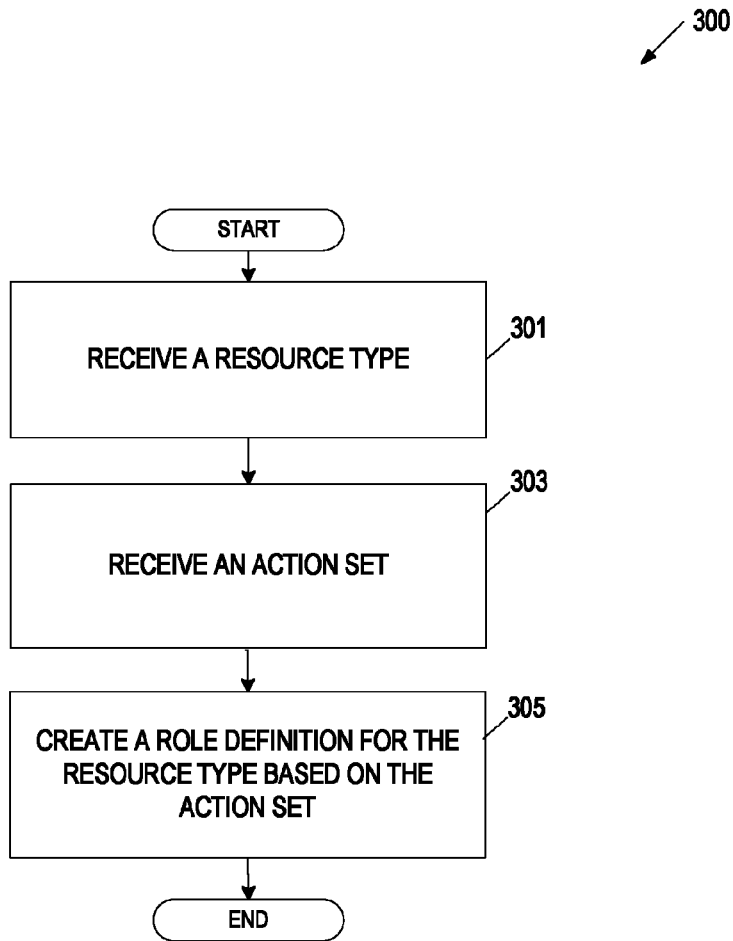 300
START
RECEIVE A RESOURCE TYPE
301
RECEIVE AN ACTION SET
303
CREATE A ROLE DEFINITION FOR THE
RESOURCE TYPE BASED ON THE
ACTION SET
305
END